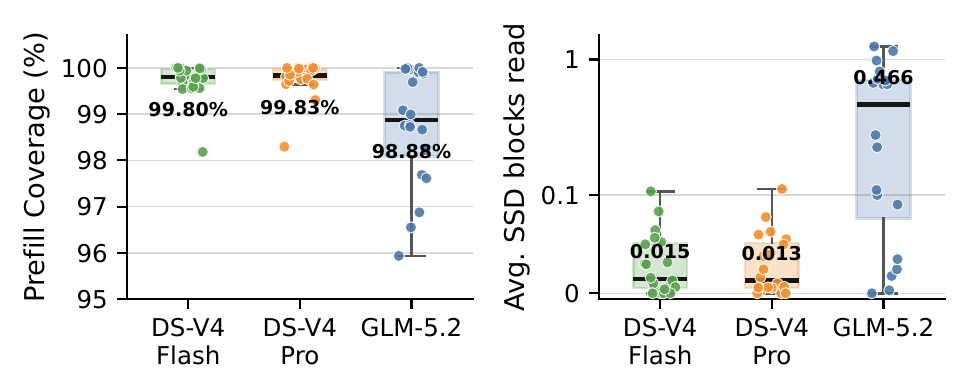 Prefill Coverage (%)
100
99
98
97
96
95
99.80%
99.83%
98.88%
DS-V4
Flash
DS-V4
Pro
GLM-5.2
Avg. SSD blocks read
1
0.1
0
0.015
0.013
0.466
DS-V4
Flash
DS-V4
Pro
GLM-5.2